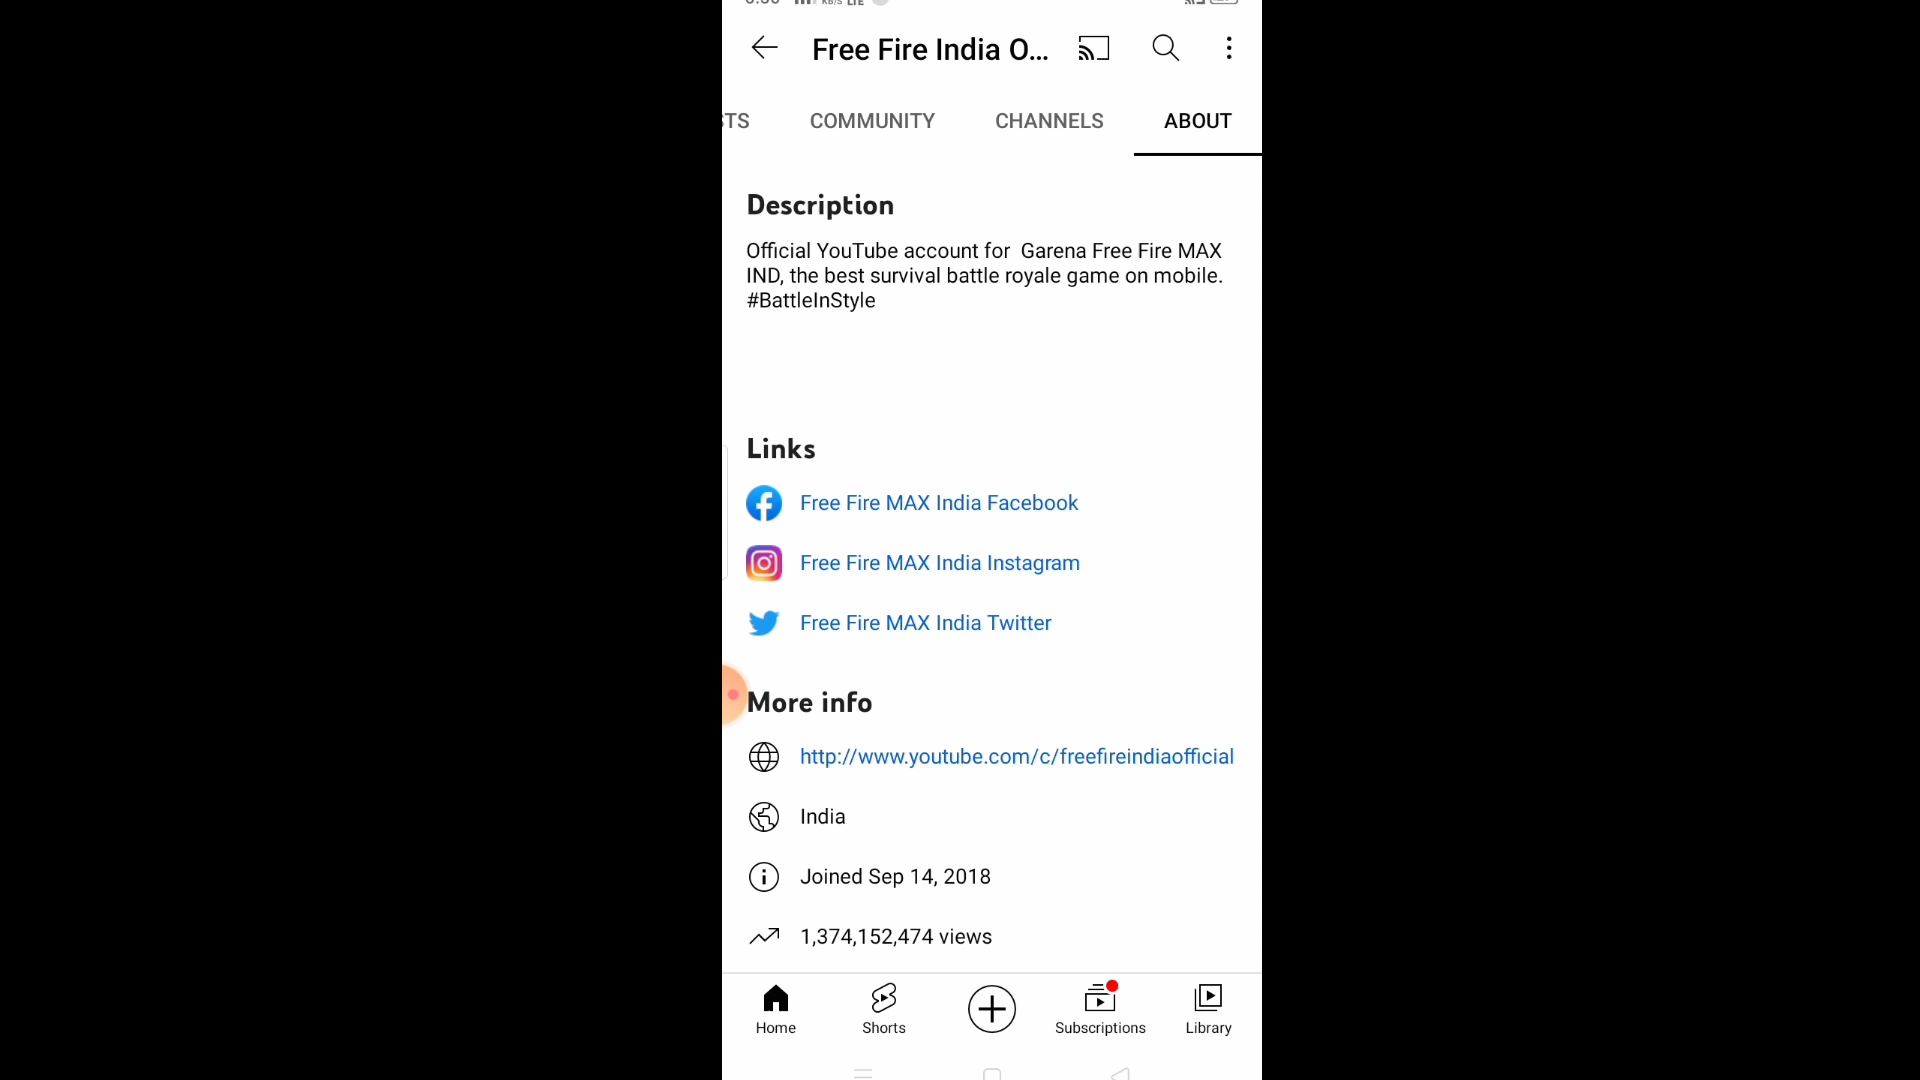 Free Fire India O...
COMMUNITY CHANNELS ABOUT
Description
Official YouTube account for Garena Free Fire MAX
IND, the best survival battle royale game on mobile.
#BattleInStyle
Links
Free Fire MAX India Facebook
Free Fire MAX India Instagram
Free Fire MAX India Twitter
More info
http://www.youtube.com/c/freefireindiaofficial
India
Joined Sep 14, 2018
1,374,152,474 views
Home Shorts Subscriptions Library